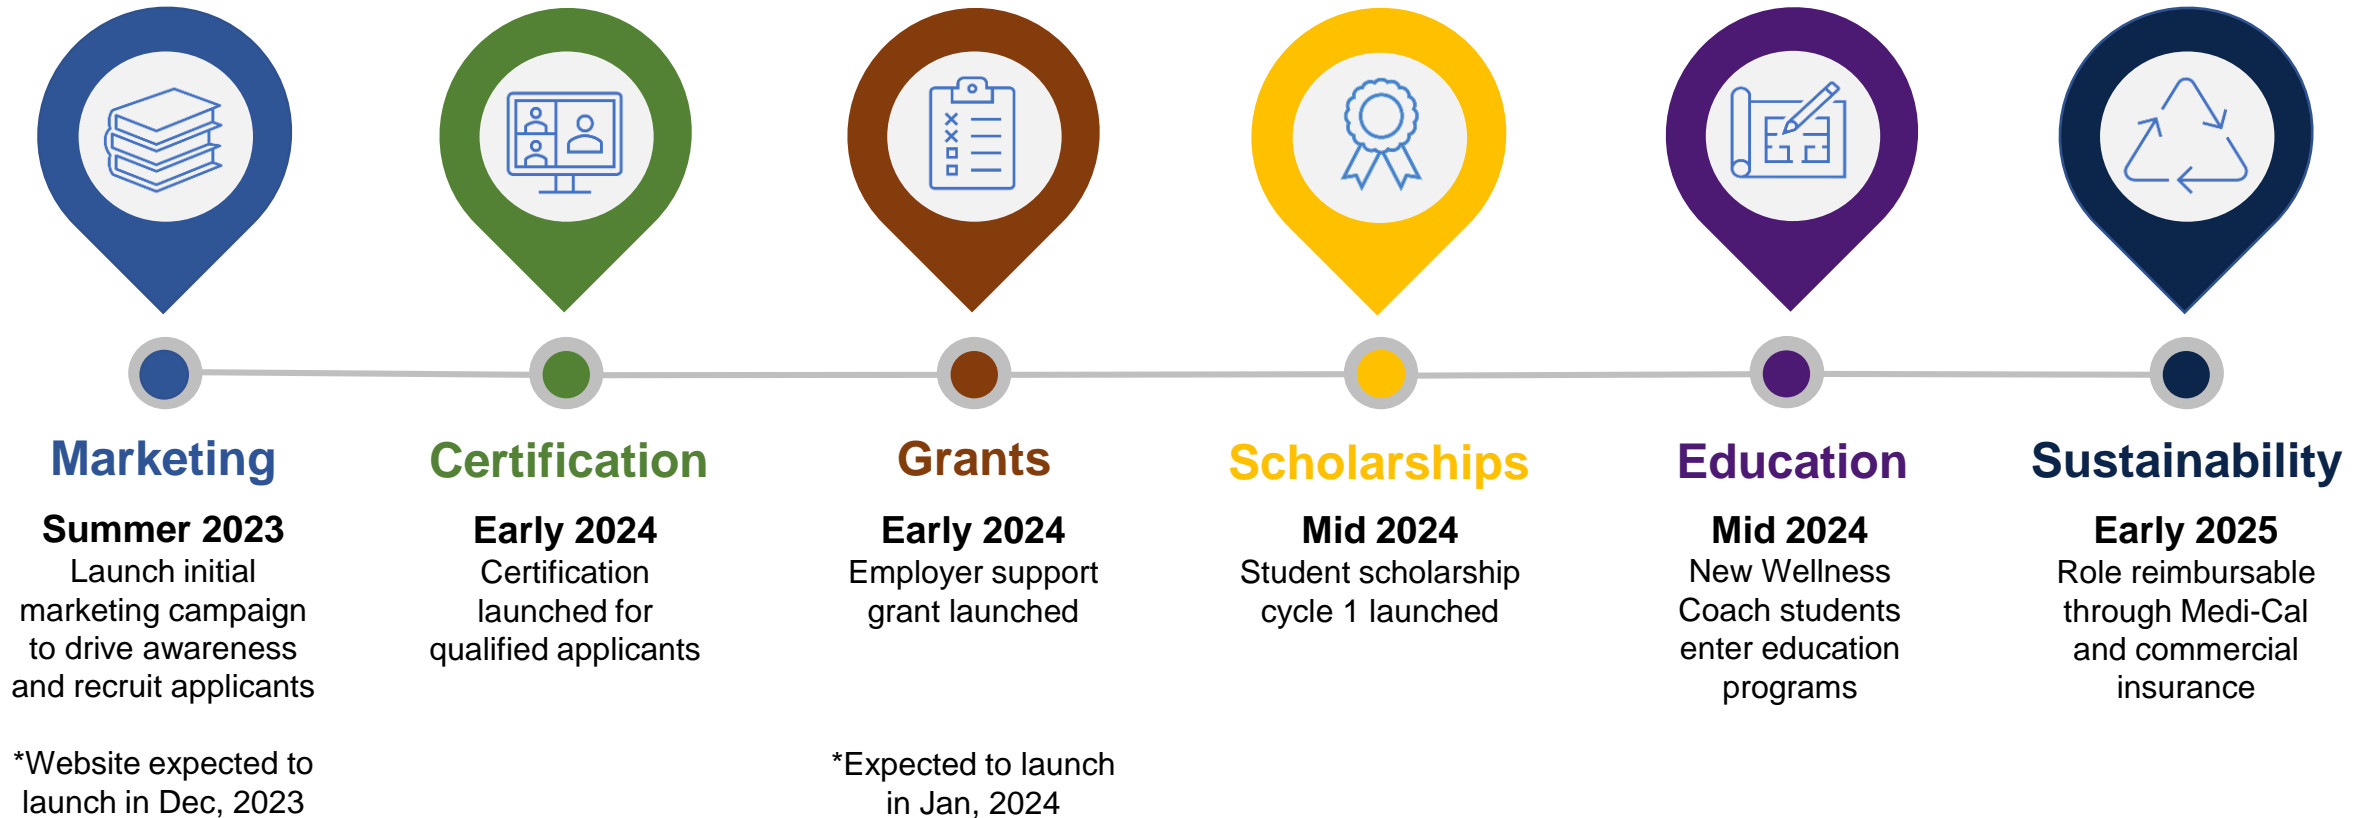 Marketing
Summer 2023
Launch initial
marketing campaign
to drive awareness
and recruit applicants
*Website expected to
launch in Dec, 2023
Certification
Early 2024
Certification
launched for
qualified applicants
Grants
Early 2024
Employer support
grant launched
*Expected to launch
in Jan, 2024
Scholarships
Mid 2024
Student scholarship
cycle 1 launched
Education
Mid 2024
New Wellness
Coach students
enter education
programs
Sustainability
Early 2025
Role reimbursable
through Medi-Cal
and commercial
insurance